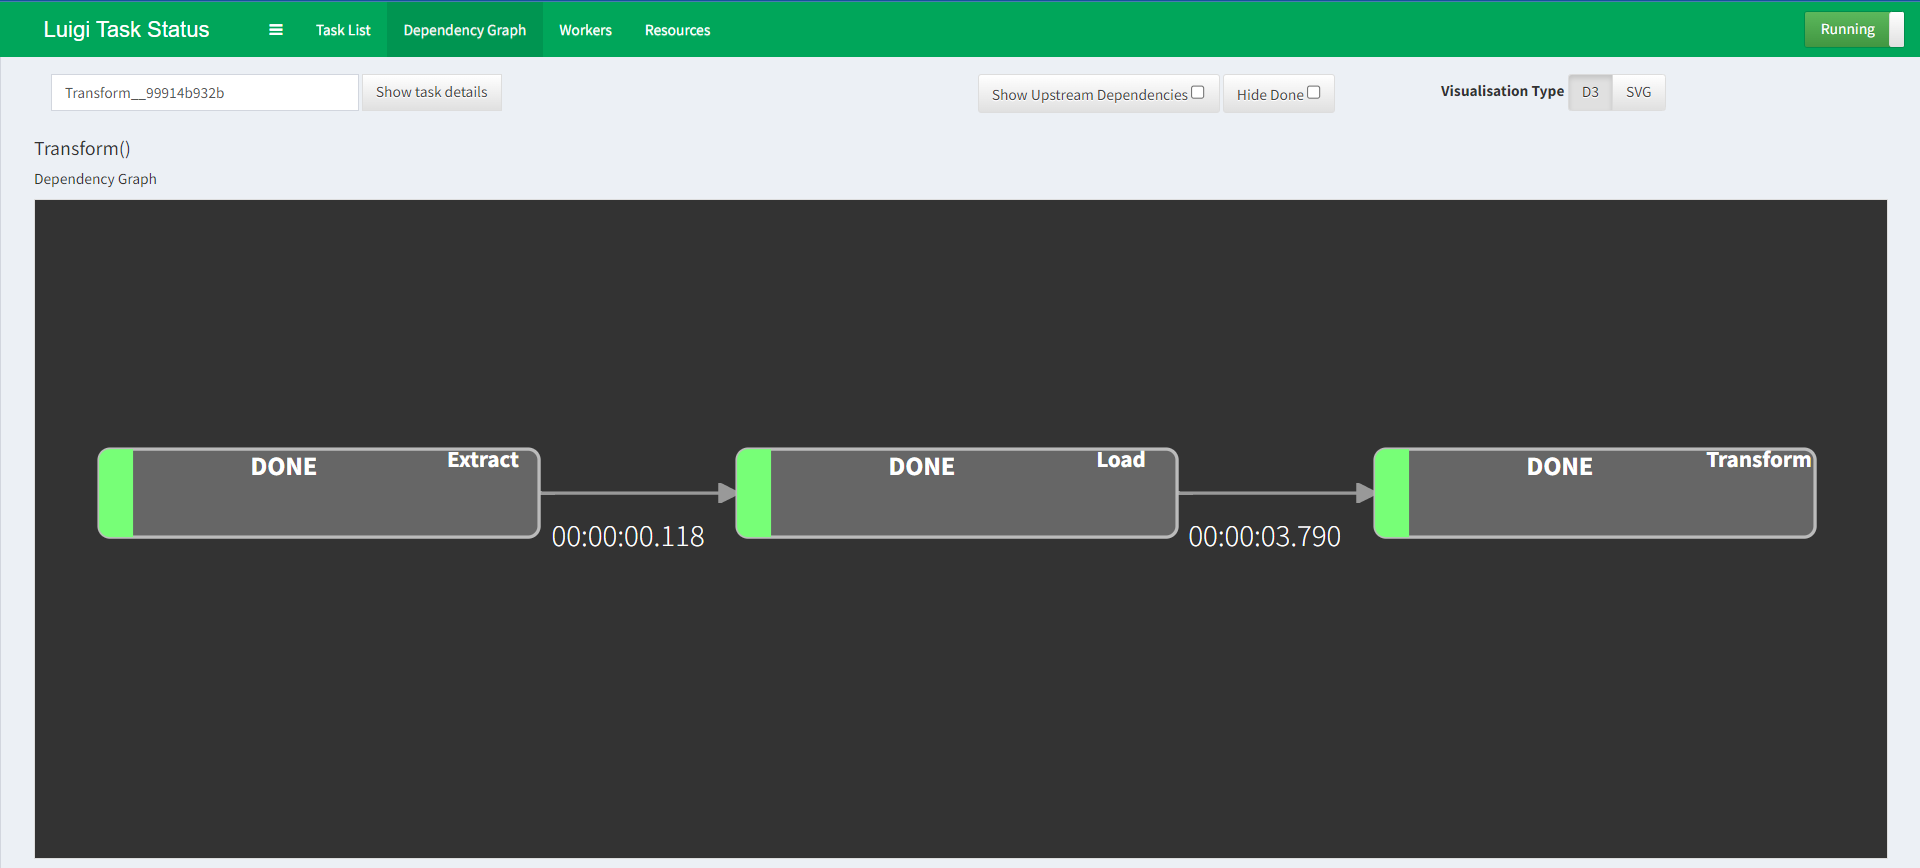 Luigi Task Status
Task List
Dependency Graph
Workers
Resources
Running
Transform__99914b932b
Show task details
Show Upstream Dependencies
Hide Done
Visualisation Type
D3
SVG
Transform()
Dependency Graph
DONE
Extract
00:00:00.118
DONE
Load
00:00:03.790
DONE
Transform